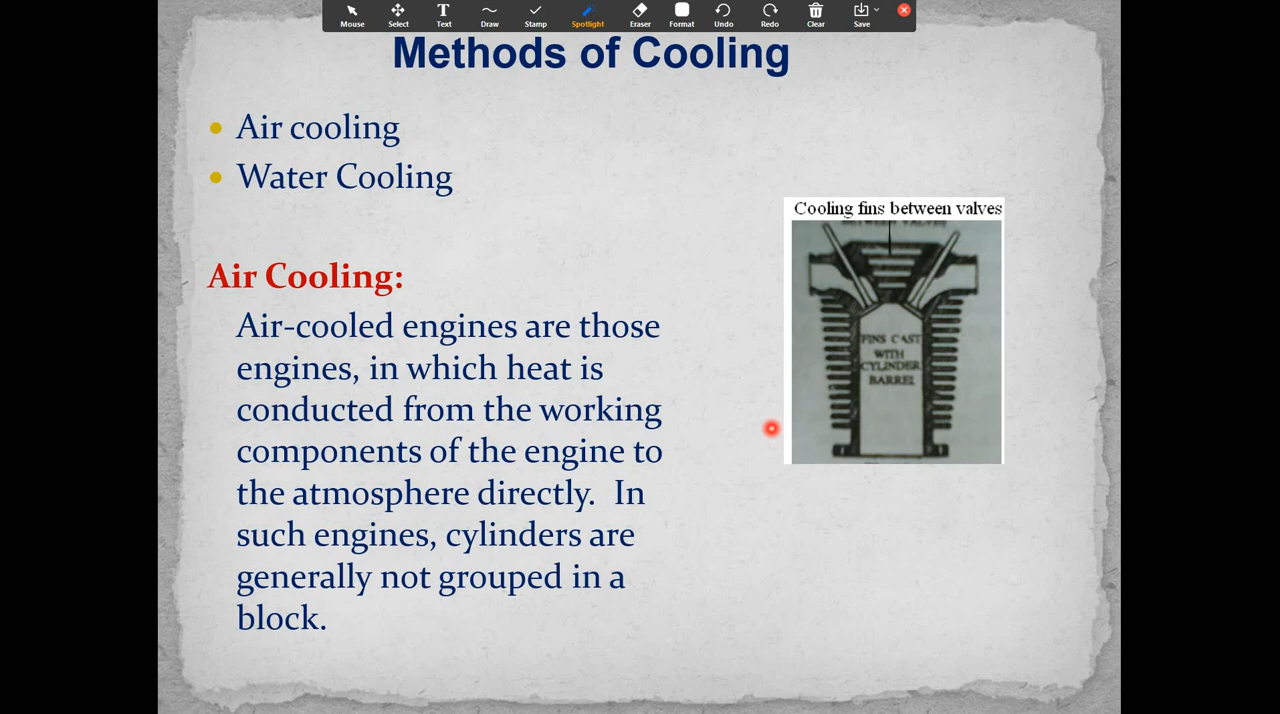 Mouse
Select
Text
Draw
Stamp
Spotlight
Eraser
Format
Undo
Redo
Clear
Save
Methods of Cooling
Air cooling
Water Cooling
Cooling fins between valves
FINS CAST
WITH
CYLINDER
BARREL
Air Cooling:
Air-cooled engines are those
engines, in which heat is
conducted from the working
components of the engine to
the atmosphere directly. In
such engines, cylinders are
generally not grouped in a
block.